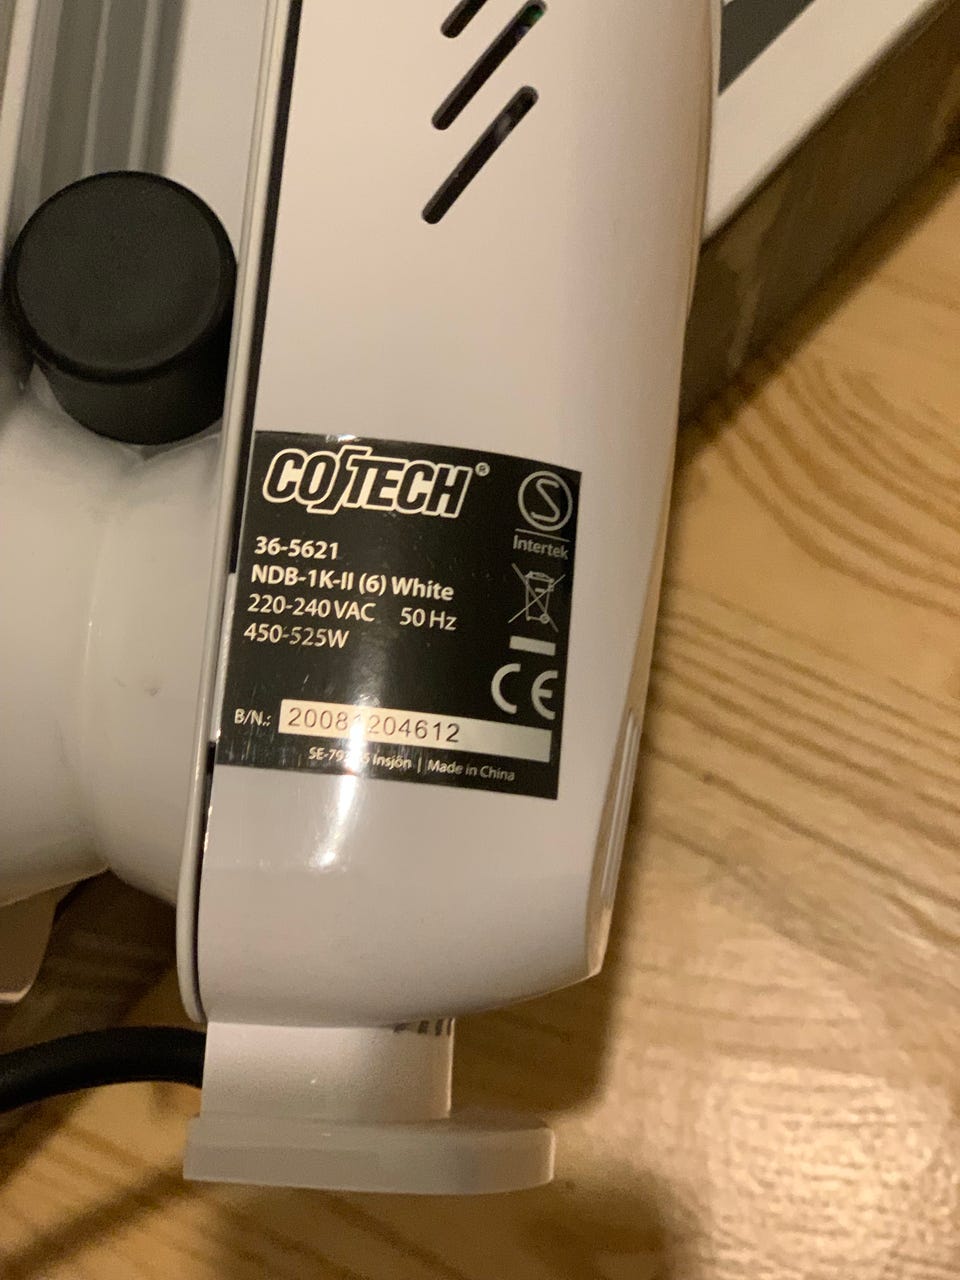 COTECH®
S
Intertek
36-5621
NDB-1K-II (6) White
220-240 VAC 50 Hz
450-525W
CE
B/N.: 20081204612
Insjön | Made in China